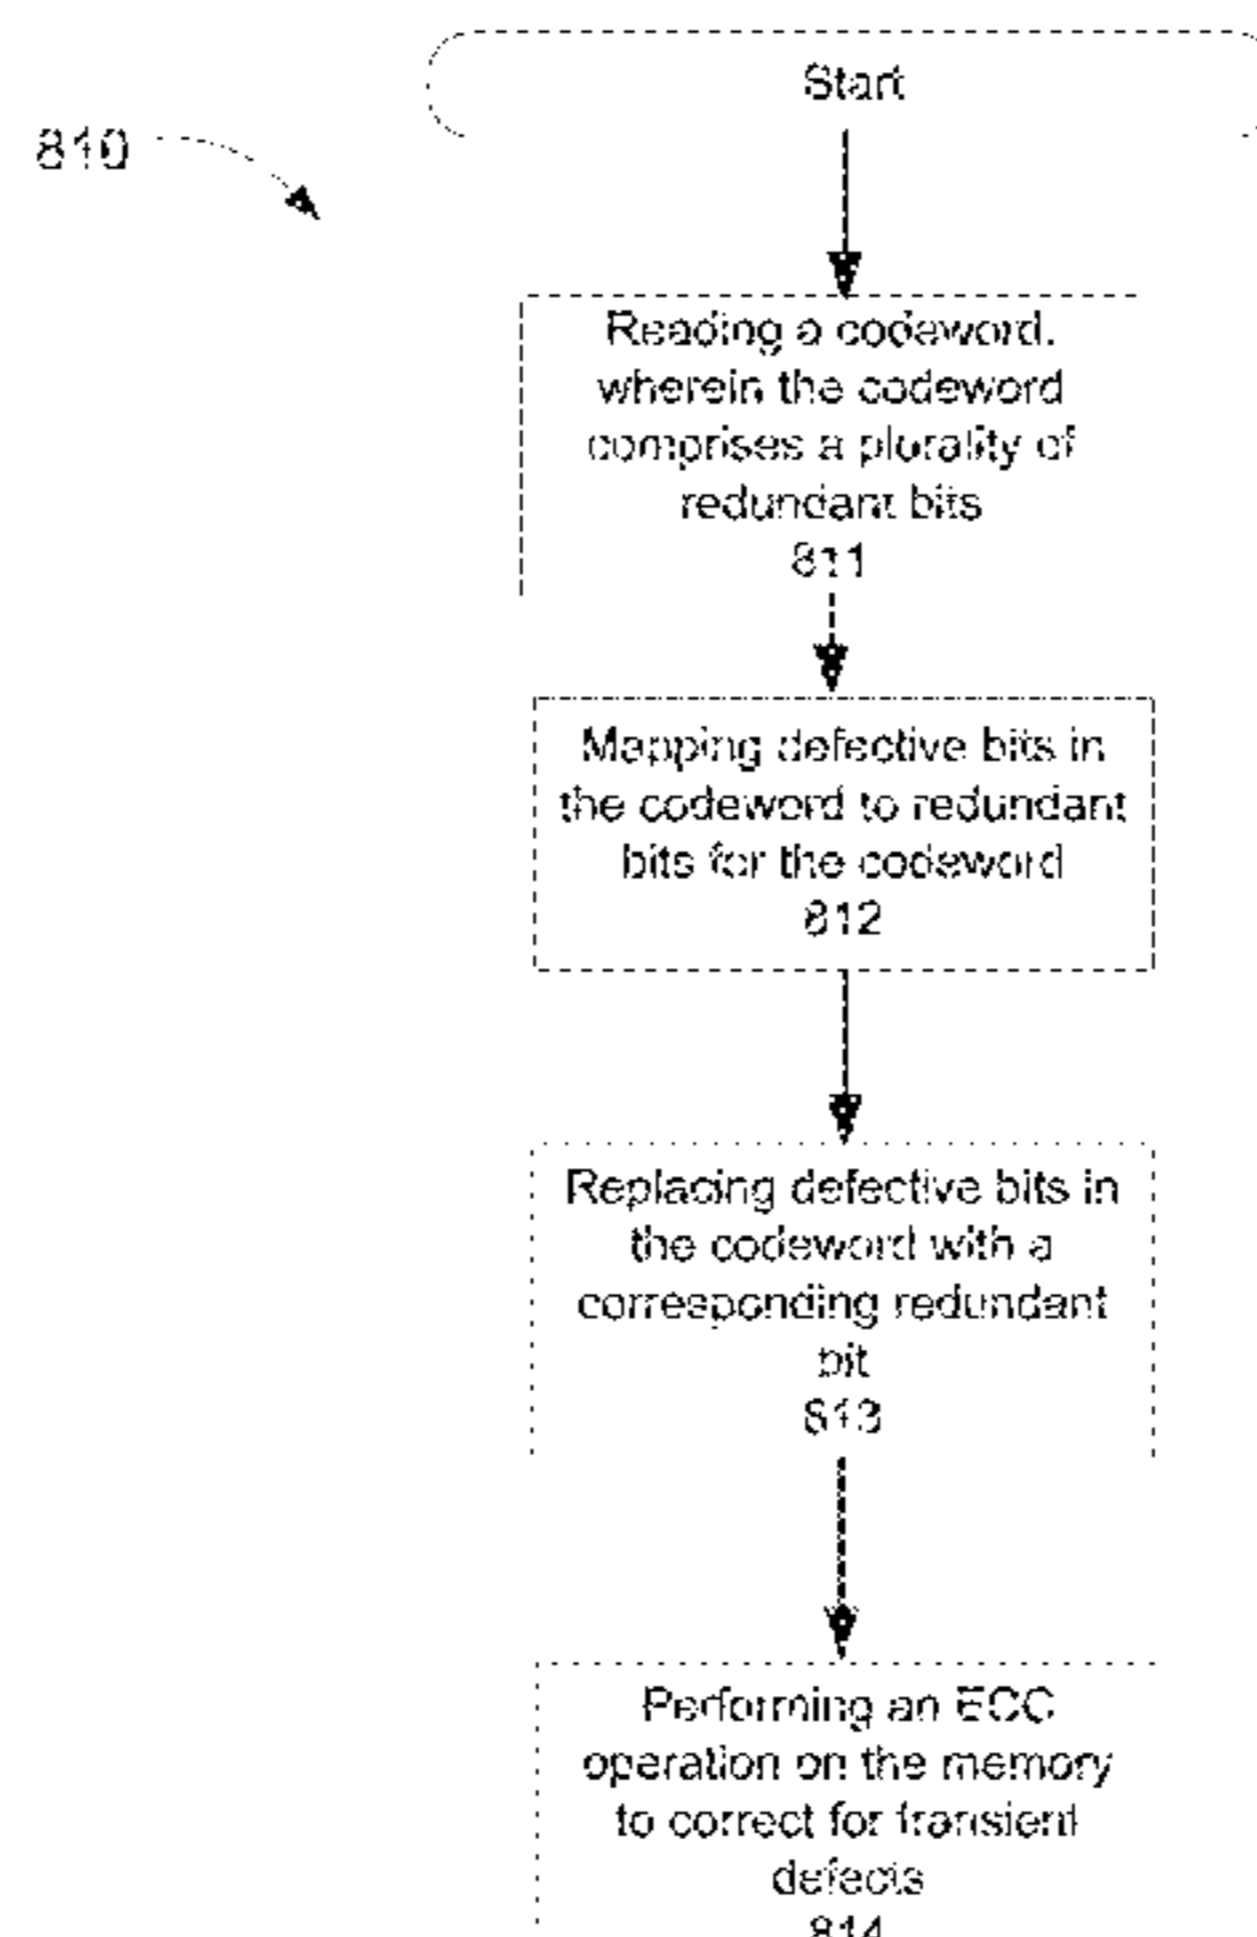 Start
810
Reading a codeword,
wherein the codeword
comprises a plurality of
redundant bits
811
Mapping defective bits in
the codeword to redundant
bits for the codeword
812
Replacing defective bits in
the codeword with a
corresponding redundant
bit
813
Performing an ECC
operation on the memory
to correct for transient
defects
814